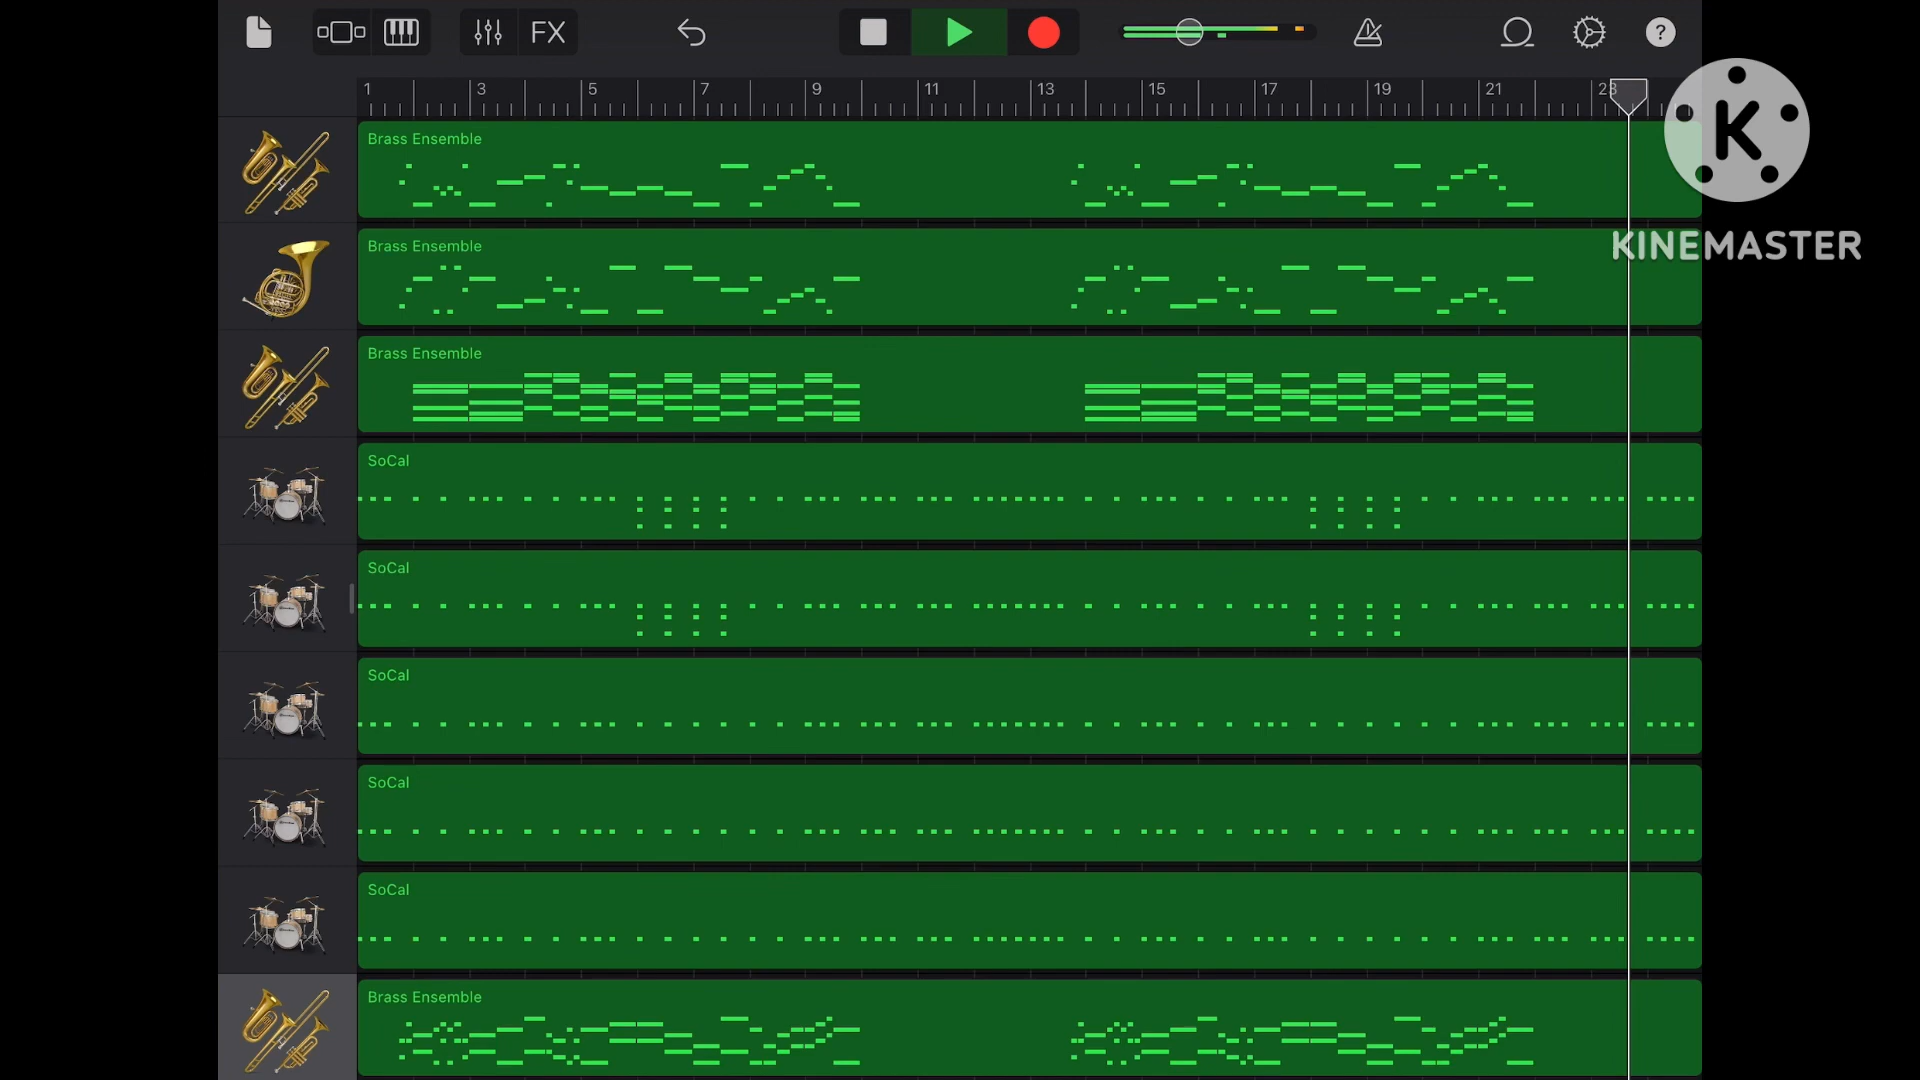 FX
?
1 3 5 7 9 11 13 15 17 19 21 23
K
KINEMASTER
Brass Ensemble
Brass Ensemble
Brass Ensemble
SoCal
SoCal
SoCal
SoCal
SoCal
Brass Ensemble